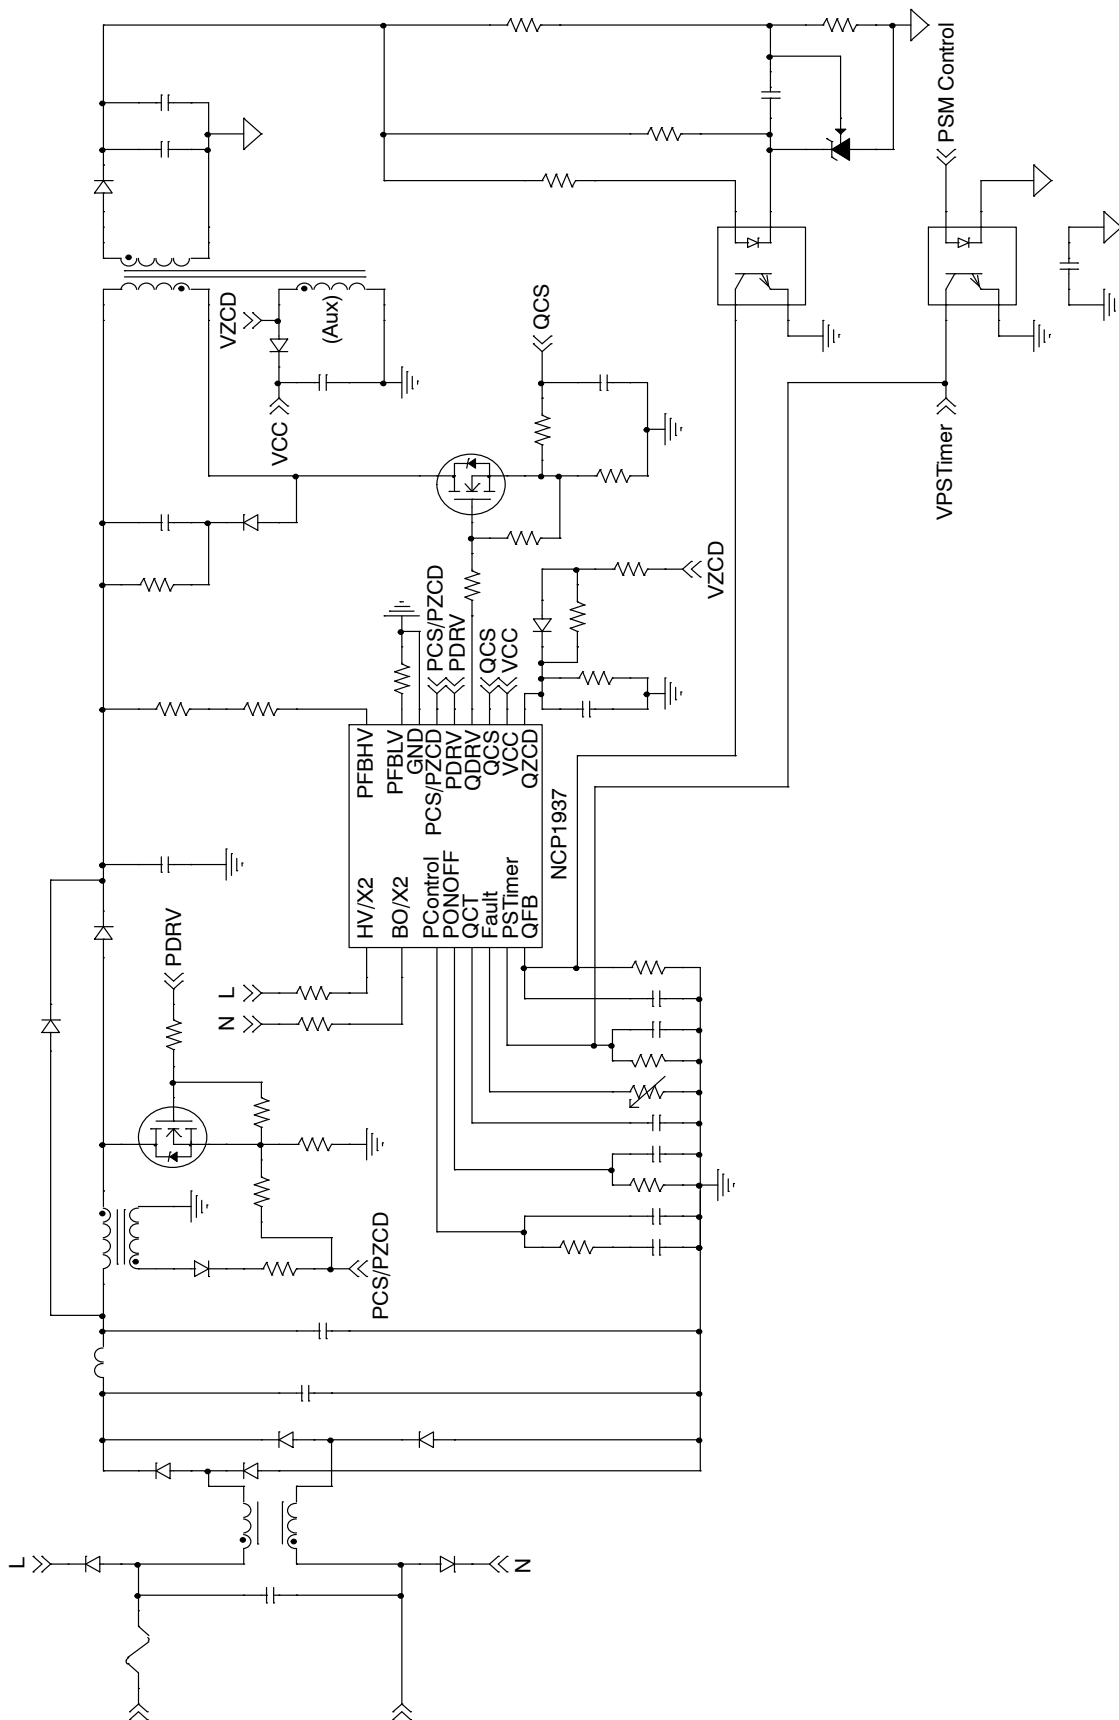 PSM Control
VZCD
(Aux)
VCC
QCS
VPSTimer
PCS/PZCD
PDRV
QCS
VCC
VZCD
PFBHV
PFBLV
GND
PCS/PZCD
PDRV
QDRV
QCS
VCC
QZCD
NCP1937
HV/X2
BO/X2
PControl
PONOFF
QCT
Fault
PSTimer
QFB
PDRV
L
N
PCS/PZCD
L
N